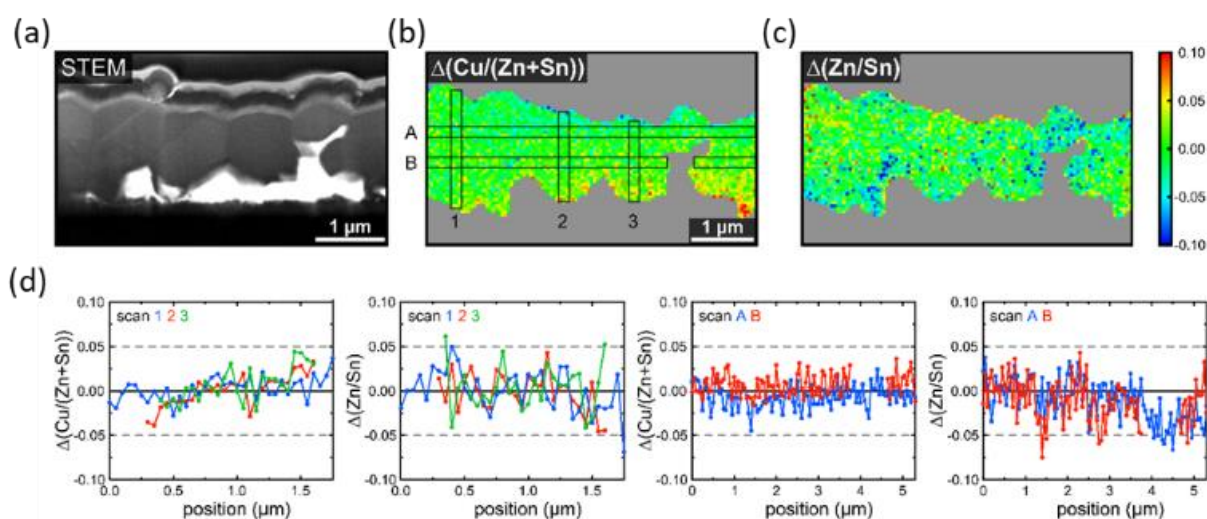 (a)
STEM
1 µm
(b)
Δ(Cu/(Zn+Sn))
A
B
1
2
3
1 µm
(c)
Δ(Zn/Sn)
0.10
0.05
0.00
-0.05
-0.10
(d)
scan 1 2 3
Δ(Cu/(Zn+Sn))
0.10
0.05
0.00
-0.05
-0.10
0.0 0.5 1.0 1.5
position (µm)
scan 1 2 3
Δ(Zn/Sn)
0.10
0.05
0.00
-0.05
-0.10
0.0 0.5 1.0 1.5
position (µm)
scan A B
Δ(Cu/(Zn+Sn))
0.10
0.05
0.00
-0.05
-0.10
0 1 2 3 4 5
position (µm)
scan A B
Δ(Zn/Sn)
0.10
0.05
0.00
-0.05
-0.10
0 1 2 3 4 5
position (µm)